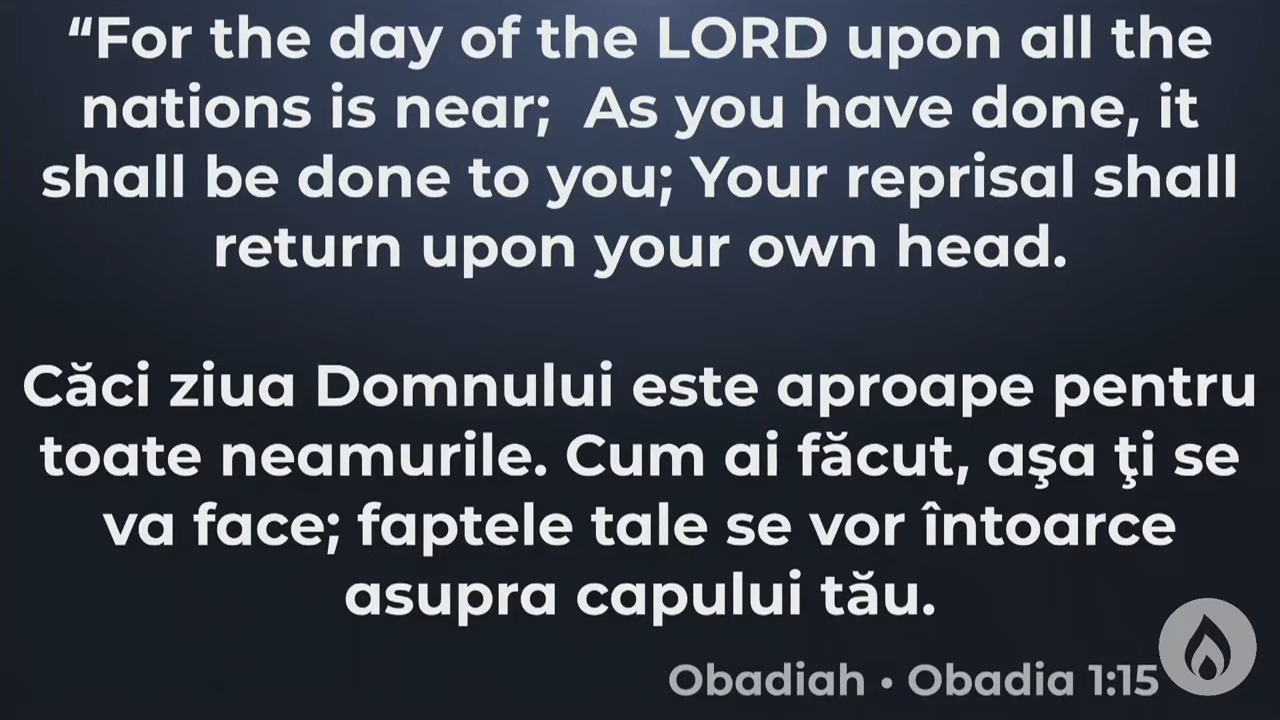 “For the day of the LORD upon all the
nations is near;  As you have done, it
shall be done to you; Your reprisal shall
return upon your own head.
Căci ziua Domnului este aproape pentru
toate neamurile. Cum ai făcut, aşa ţi se
va face; faptele tale se vor întoarce
asupra capului tău.
Obadiah • Obadia 1:15